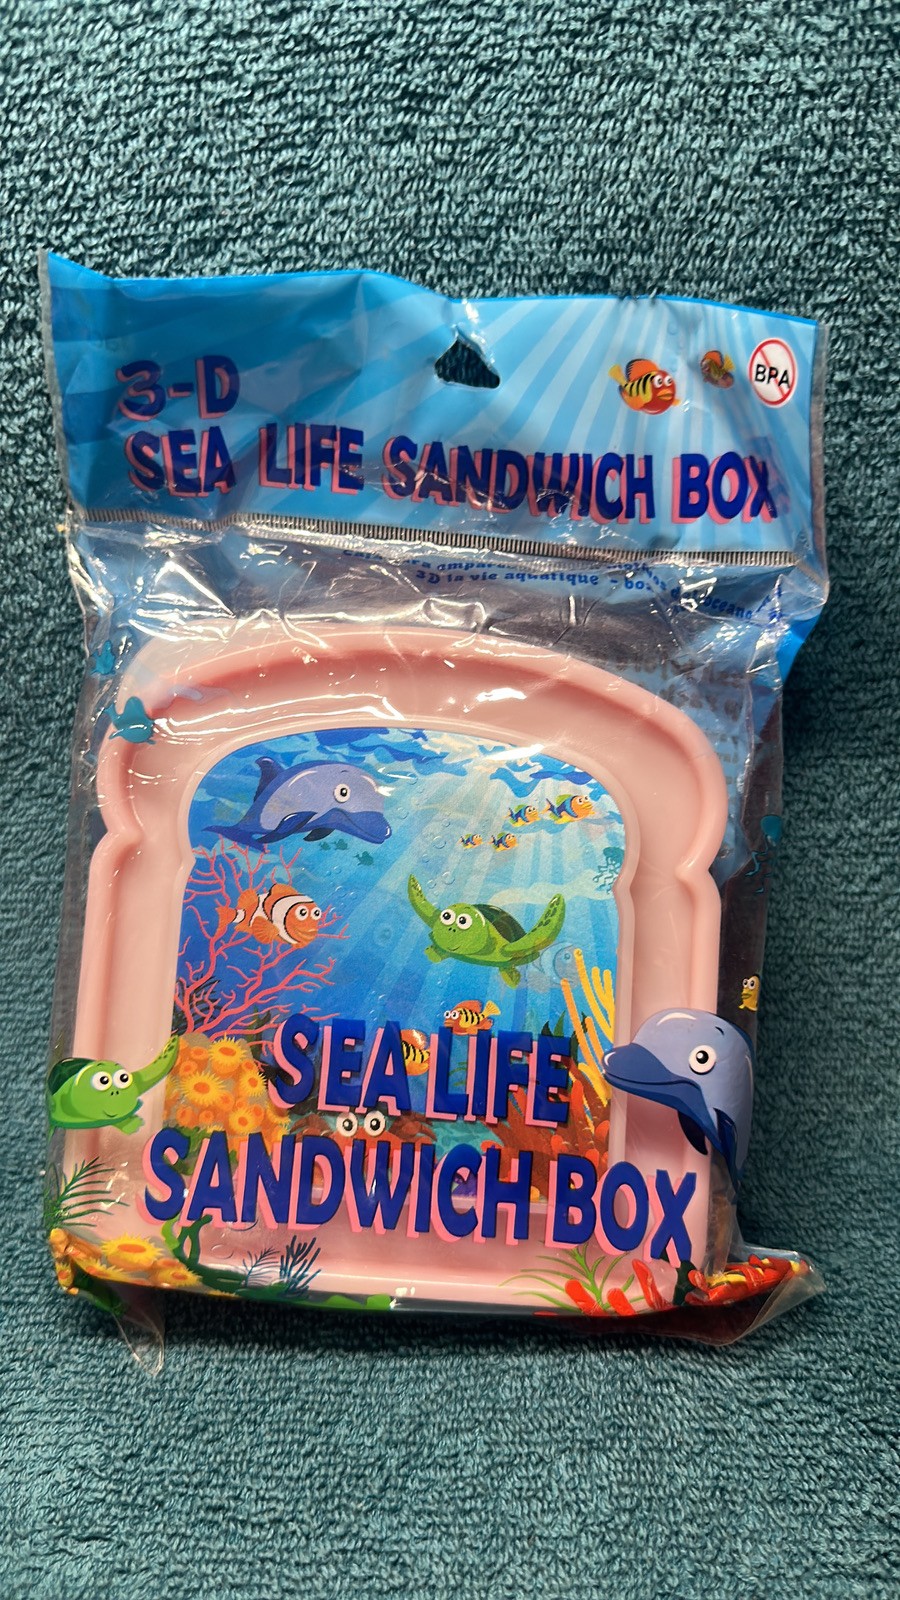 3-D
BPA
SEA LIFE SANDWICH BOX
3D la vie aquatique -
SEA LIFE
SANDWICH BOX